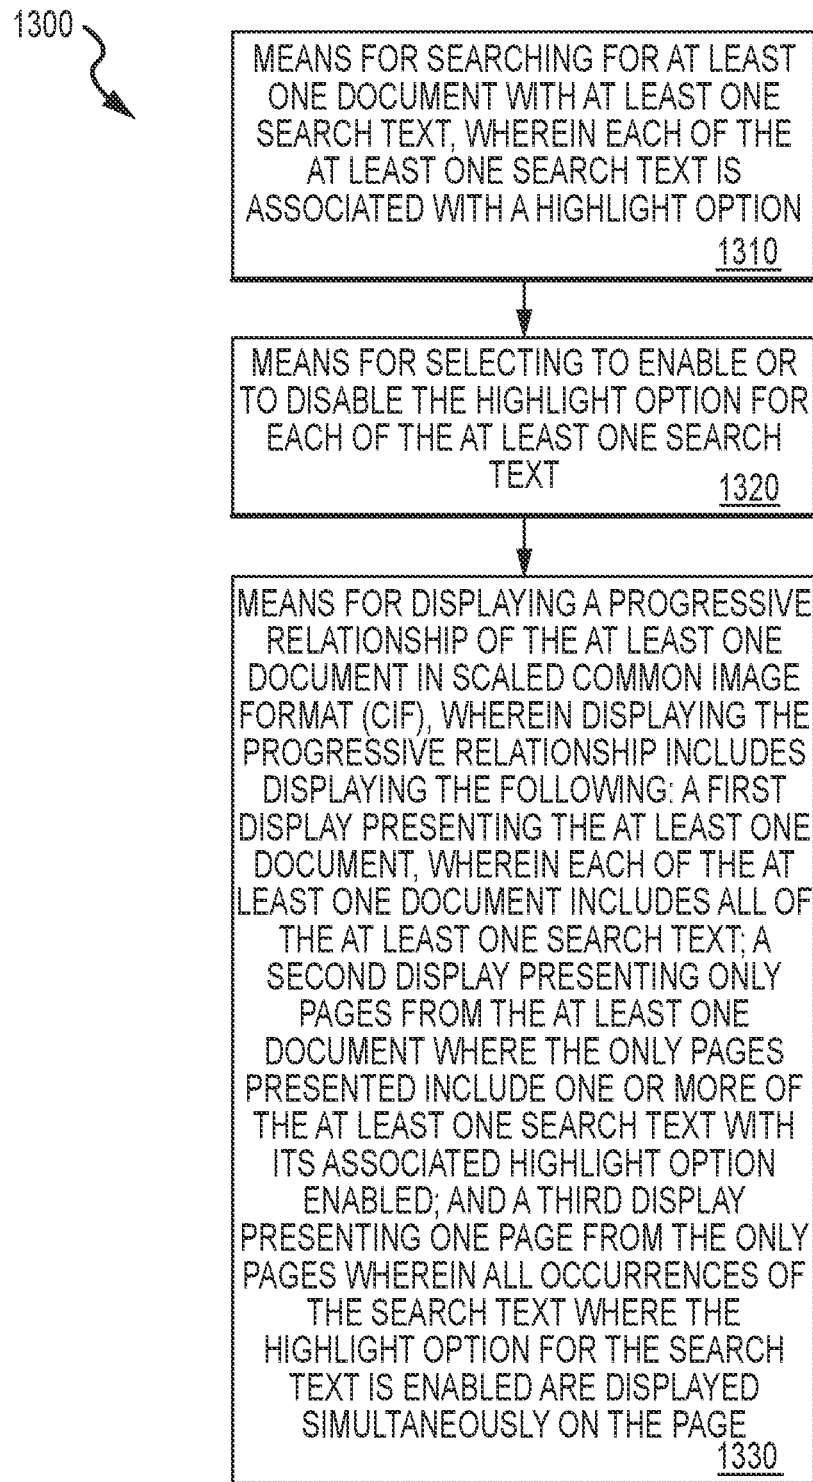 1300
MEANS FOR SEARCHING FOR AT LEAST
ONE DOCUMENT WITH AT LEAST ONE
SEARCH TEXT, WHEREIN EACH OF THE
AT LEAST ONE SEARCH TEXT IS
ASSOCIATED WITH A HIGHLIGHT OPTION
1310
MEANS FOR SELECTING TO ENABLE OR
TO DISABLE THE HIGHLIGHT OPTION FOR
EACH OF THE AT LEAST ONE SEARCH
TEXT
1320
MEANS FOR DISPLAYING A PROGRESSIVE
RELATIONSHIP OF THE AT LEAST ONE
DOCUMENT IN SCALED COMMON IMAGE
FORMAT (CIF), WHEREIN DISPLAYING THE
PROGRESSIVE RELATIONSHIP INCLUDES
DISPLAYING THE FOLLOWING: A FIRST
DISPLAY PRESENTING THE AT LEAST ONE
DOCUMENT, WHEREIN EACH OF THE AT
LEAST ONE DOCUMENT INCLUDES ALL OF
THE AT LEAST ONE SEARCH TEXT; A
SECOND DISPLAY PRESENTING ONLY
PAGES FROM THE AT LEAST ONE
DOCUMENT WHERE THE ONLY PAGES
PRESENTED INCLUDE ONE OR MORE OF
THE AT LEAST ONE SEARCH TEXT WITH
ITS ASSOCIATED HIGHLIGHT OPTION
ENABLED; AND A THIRD DISPLAY
PRESENTING ONE PAGE FROM THE ONLY
PAGES WHEREIN ALL OCCURRENCES OF
THE SEARCH TEXT WHERE THE
HIGHLIGHT OPTION FOR THE SEARCH
TEXT IS ENABLED ARE DISPLAYED
SIMULTANEOUSLY ON THE PAGE
1330